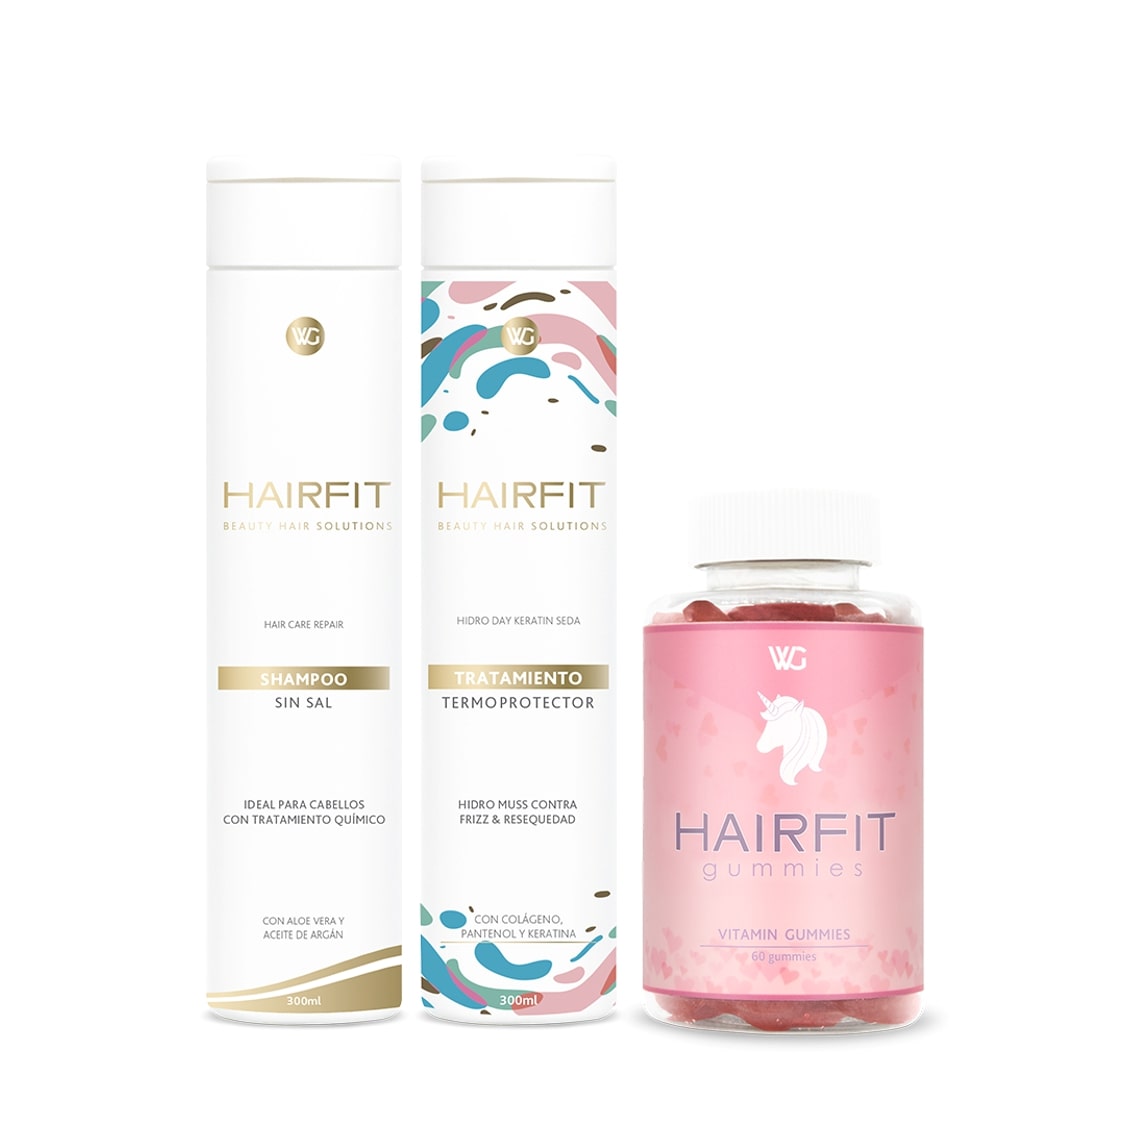 WG
HAIRFIT
BEAUTY HAIR SOLUTIONS
HAIR CARE REPAIR
SHAMPOO
SIN SAL
IDEAL PARA CABELLOS
CON TRATAMIENTO QUÍMICO
CON ALOE VERA Y
ACEITE DE ARGÁN
300ml
WG
HAIRFIT
BEAUTY HAIR SOLUTIONS
HIDRO DAY KERATIN SEDA
TRATAMIENTO
TERMOPROTECTOR
HIDRO MUSS CONTRA
FRIZZ & RESEQUEDAD
CON COLÁGENO,
PANTENOL Y KERATINA
300ml
WG
HAIRFIT
gummies
VITAMIN GUMMIES
60 gummies